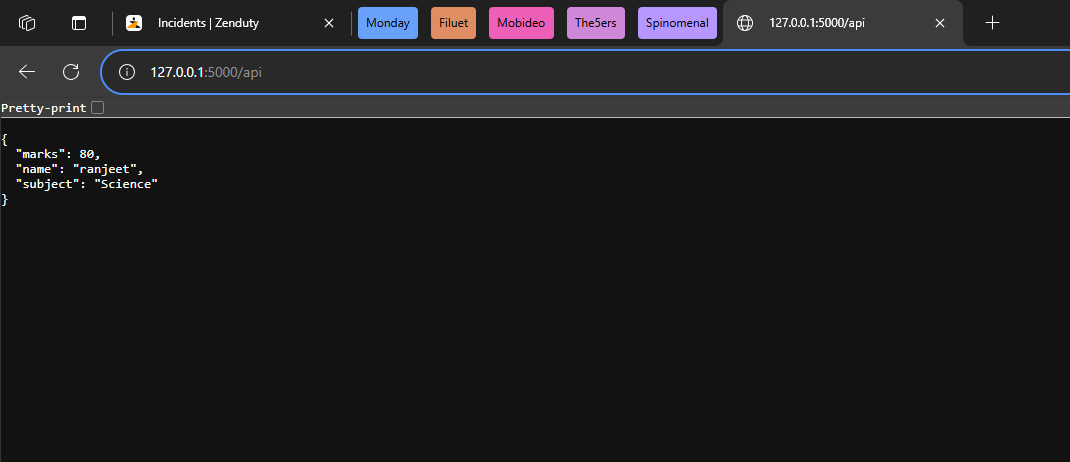 Incidents | Zenduty
Monday
Filuet
Mobideo
The5ers
Spinomenal
127.0.0.1:5000/api
127.0.0.1:5000/api
Pretty-print
{
  "marks": 80,
  "name": "ranjeet",
  "subject": "Science"
}